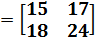 = [15 17
18 24]